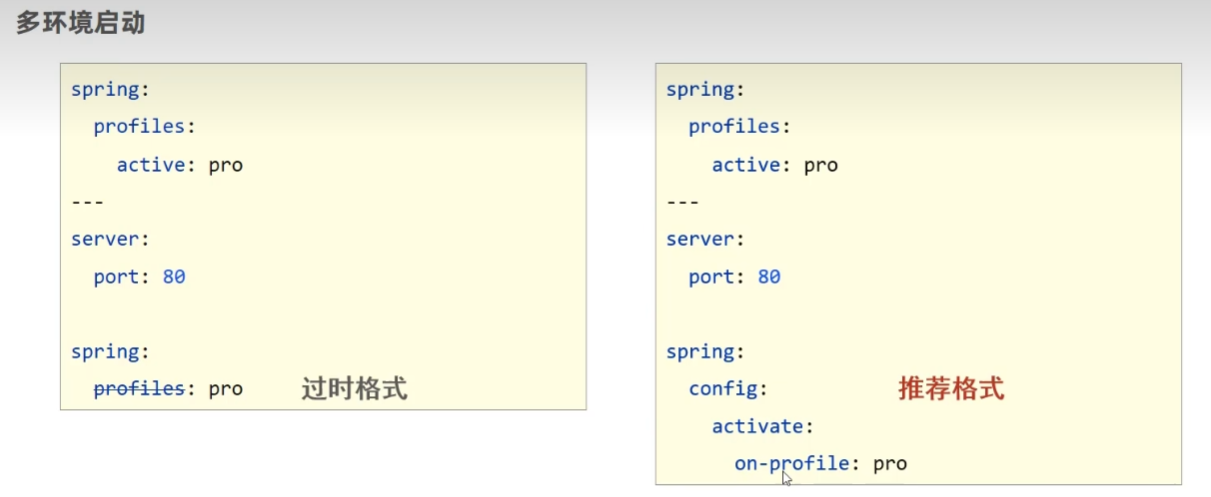 多环境启动
spring:
  profiles:
    active: pro
---
server:
  port: 80

spring:
  profiles: pro
过时格式
spring:
  profiles:
    active: pro
---
server:
  port: 80

spring:
  config:
推荐格式
    activate:
      on-profile: pro